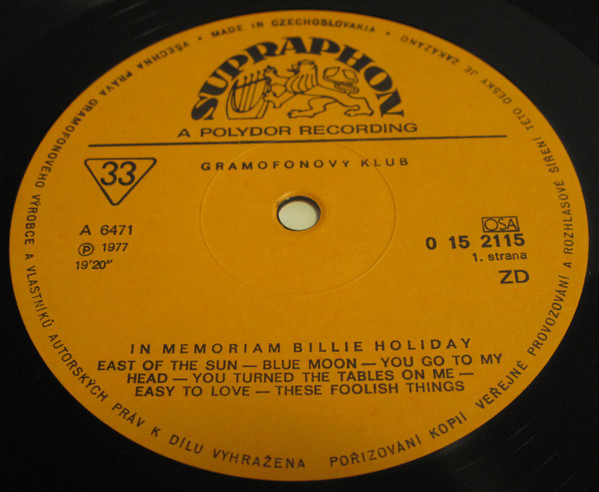 VŠECHNA PRÁVA GRAMOFONOVÉHO VÝROBCE A VLASTNÍKŮ AUTORSKÝCH PRÁV K DÍLU VYHRAŽENA
POŘIZOVÁNÍ KOPIÍ VEŘEJNÉ PROVOZOVÁNÍ A ROZHLASOVÉ ŠÍŘENÍ TÉTO DESKY JE ZAKÁZÁNO
• MADE IN CZECHOSLOVAKIA •
SUPRAPHON
A POLYDOR RECORDING
GRAMOFONOVÝ KLUB
33
A 6471
Ⓟ 1977
19'20"
OSA
0 15 2115
1. strana
ZD
IN MEMORIAM BILLIE HOLIDAY
EAST OF THE SUN — BLUE MOON — YOU GO TO MY
HEAD — YOU TURNED THE TABLES ON ME —
EASY TO LOVE — THESE FOOLISH THINGS